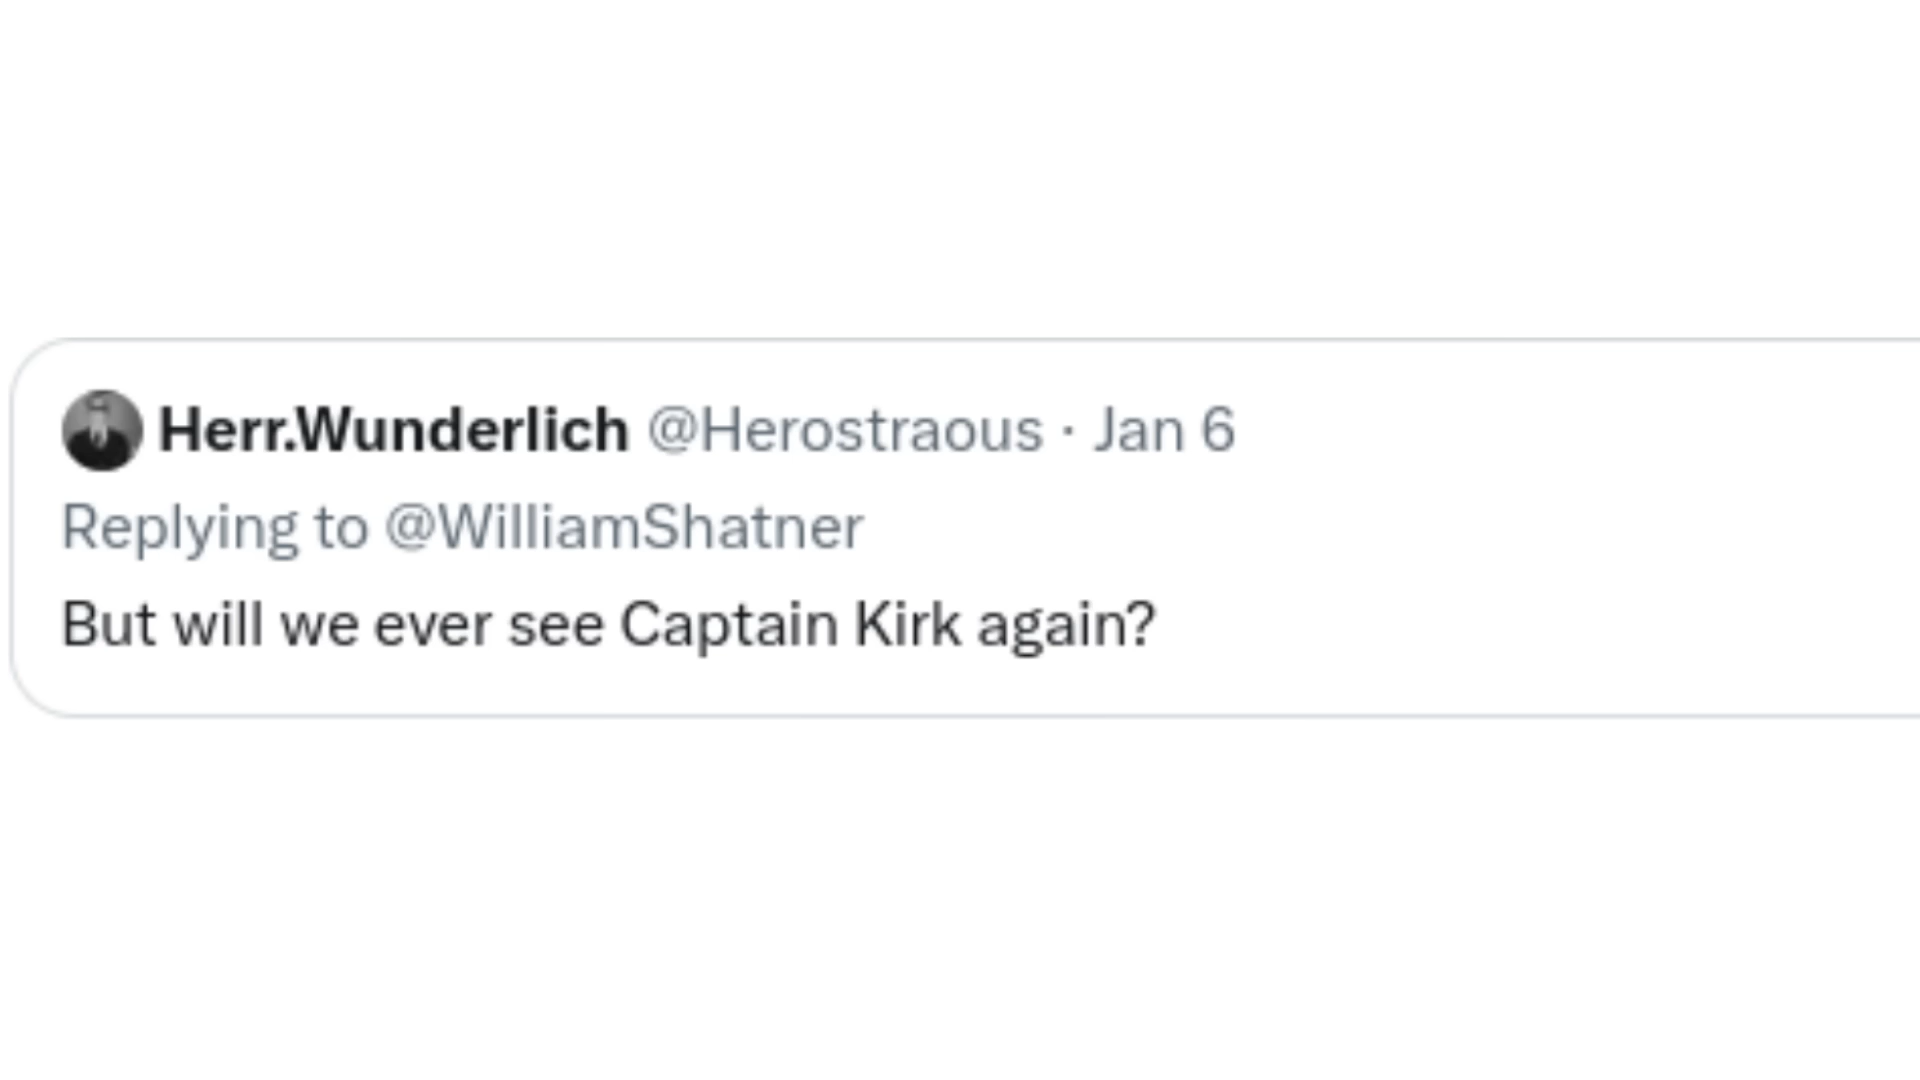 Herr.Wunderlich @Herostraous · Jan 6
Replying to @WilliamShatner
But will we ever see Captain Kirk again?